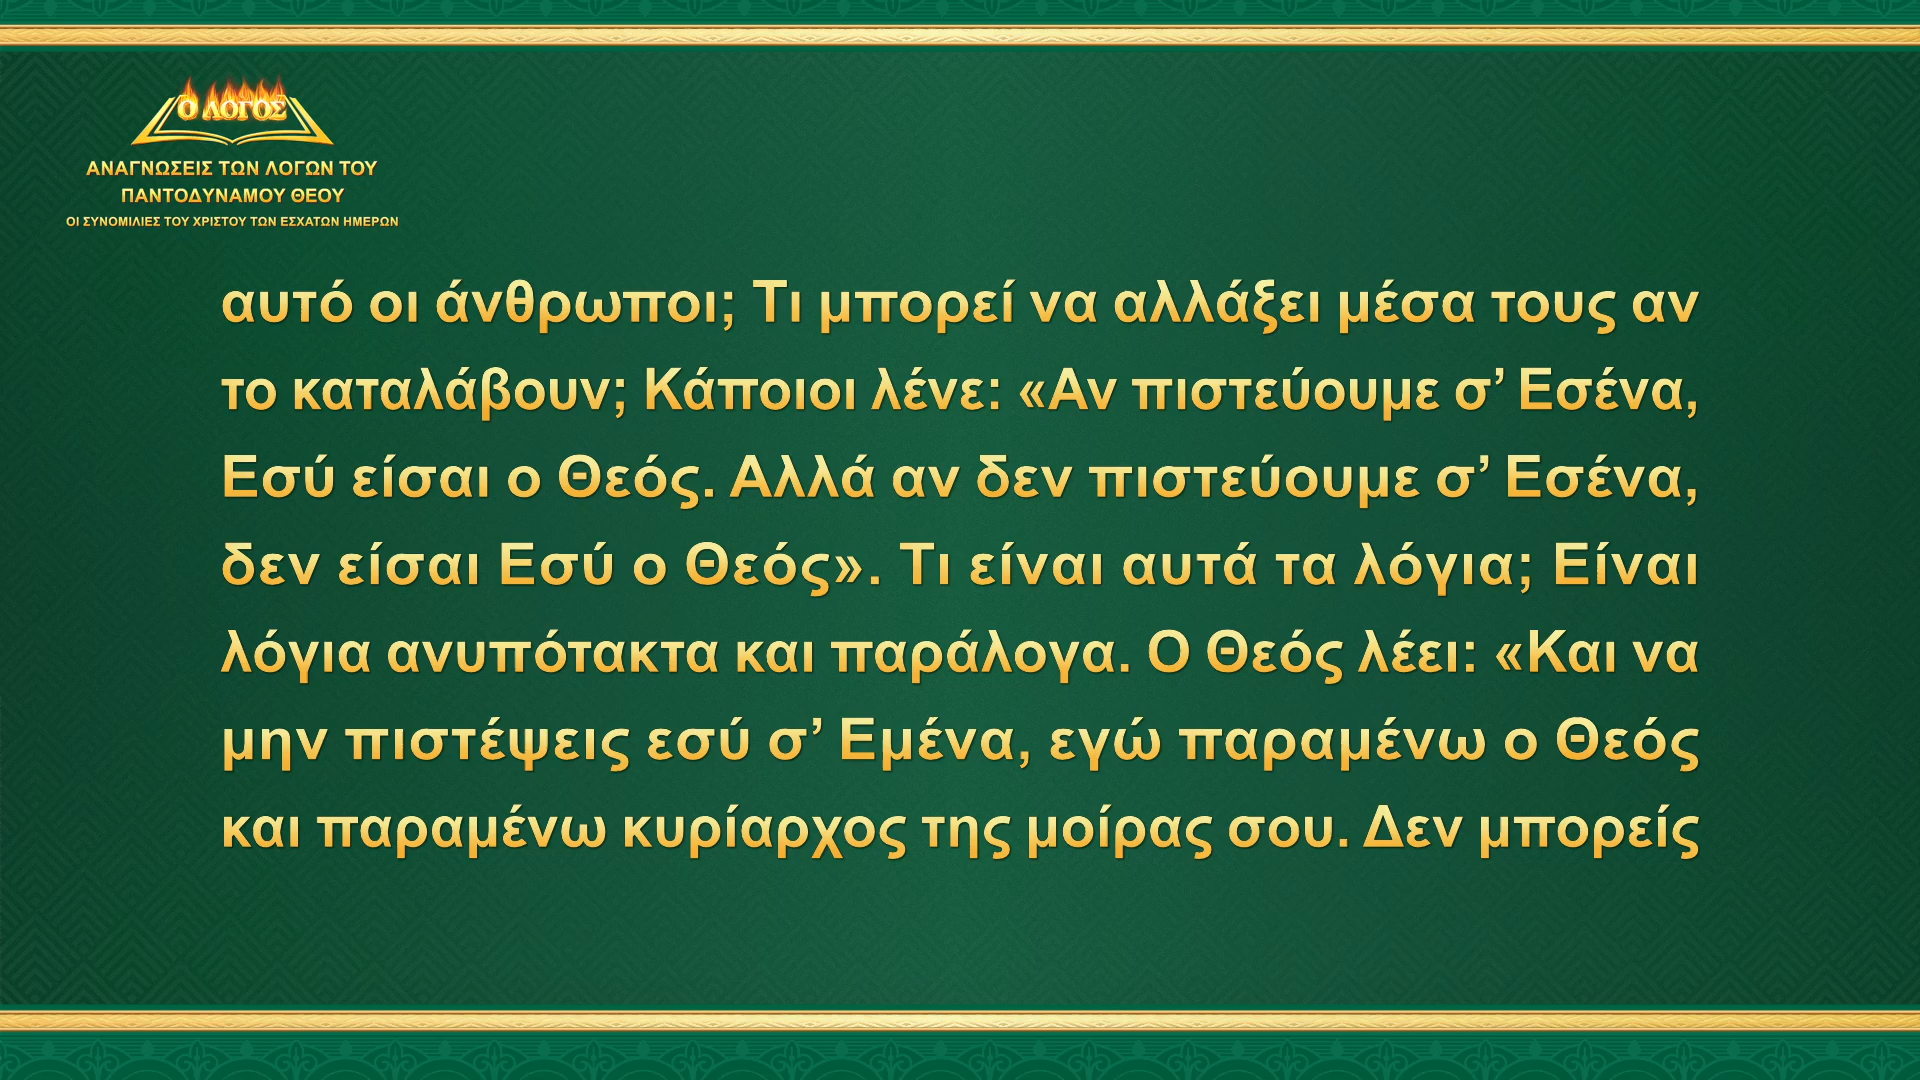 Ο ΛΟΓΟΣ
ΑΝΑΓΝΩΣΕΙΣ ΤΩΝ ΛΟΓΩΝ ΤΟΥ
ΠΑΝΤΟΔΥΝΑΜΟΥ ΘΕΟΥ
ΟΙ ΣΥΝΟΜΙΛΙΕΣ ΤΟΥ ΧΡΙΣΤΟΥ ΤΩΝ ΕΣΧΑΤΩΝ ΗΜΕΡΩΝ
αυτό οι άνθρωποι; Τι μπορεί να αλλάξει μέσα τους αν
το καταλάβουν; Κάποιοι λένε: «Αν πιστεύουμε σ’ Εσένα,
Εσύ είσαι ο Θεός. Αλλά αν δεν πιστεύουμε σ’ Εσένα,
δεν είσαι Εσύ ο Θεός». Τι είναι αυτά τα λόγια; Είναι
λόγια ανυπότακτα και παράλογα. Ο Θεός λέει: «Και να
μην πιστέψεις εσύ σ’ Εμένα, εγώ παραμένω ο Θεός
και παραμένω κυρίαρχος της μοίρας σου. Δεν μπορείς